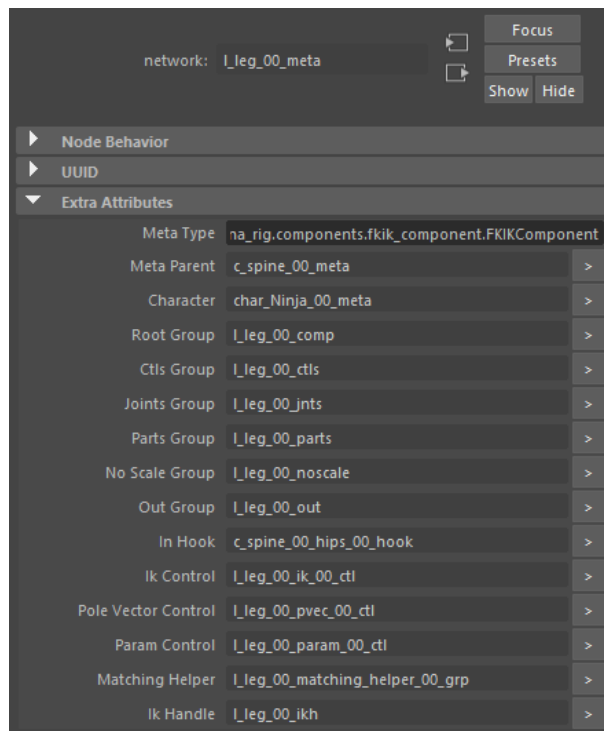 Focus
network: l_leg_00_meta
Presets
Show Hide
Node Behavior
UUID
Extra Attributes
Meta Type na_rig.components.fkik_component.FKIKComponent
Meta Parent c_spine_00_meta >
Character char_Ninja_00_meta >
Root Group l_leg_00_comp >
Ctls Group l_leg_00_ctls >
Joints Group l_leg_00_jnts >
Parts Group l_leg_00_parts >
No Scale Group l_leg_00_noscale >
Out Group l_leg_00_out >
In Hook c_spine_00_hips_00_hook >
Ik Control l_leg_00_ik_00_ctl >
Pole Vector Control l_leg_00_pvec_00_ctl >
Param Control l_leg_00_param_00_ctl >
Matching Helper l_leg_00_matching_helper_00_grp >
Ik Handle l_leg_00_ikh >